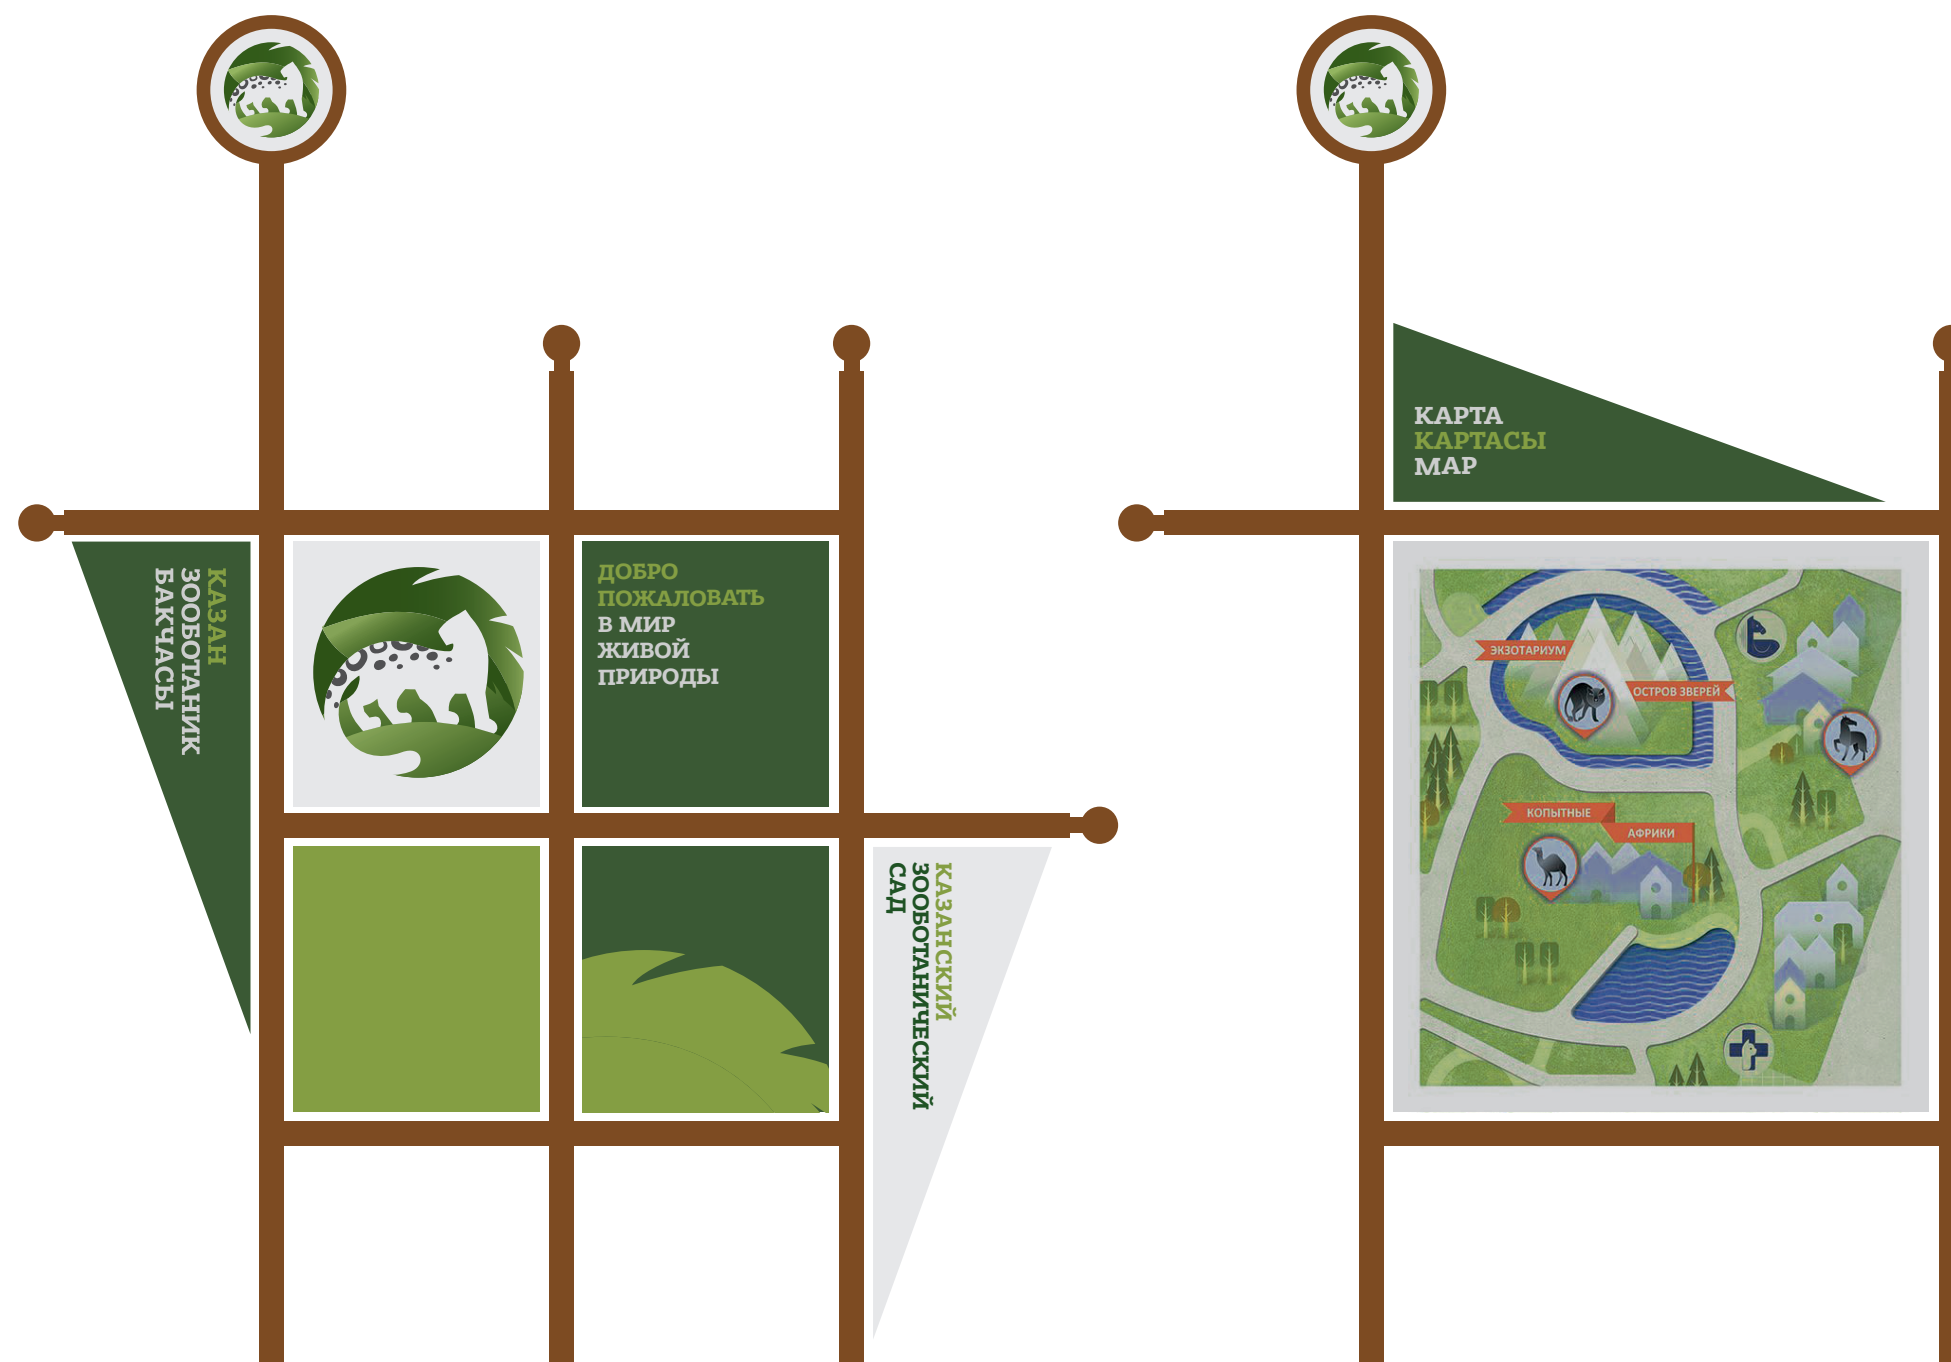 КАЗАН
ЗООБОТАНИК
БАКЧАСЫ
ДОБРО
ПОЖАЛОВАТЬ
В МИР
ЖИВОЙ
ПРИРОДЫ
КАЗАНСКИЙ
ЗООБОТАНИЧЕСКИЙ
САД
КАРТА
КАРТАСЫ
MAP
ЭКЗОТАРИУМ
ОСТРОВ ЗВЕРЕЙ
КОПЫТНЫЕ
АФРИКИ